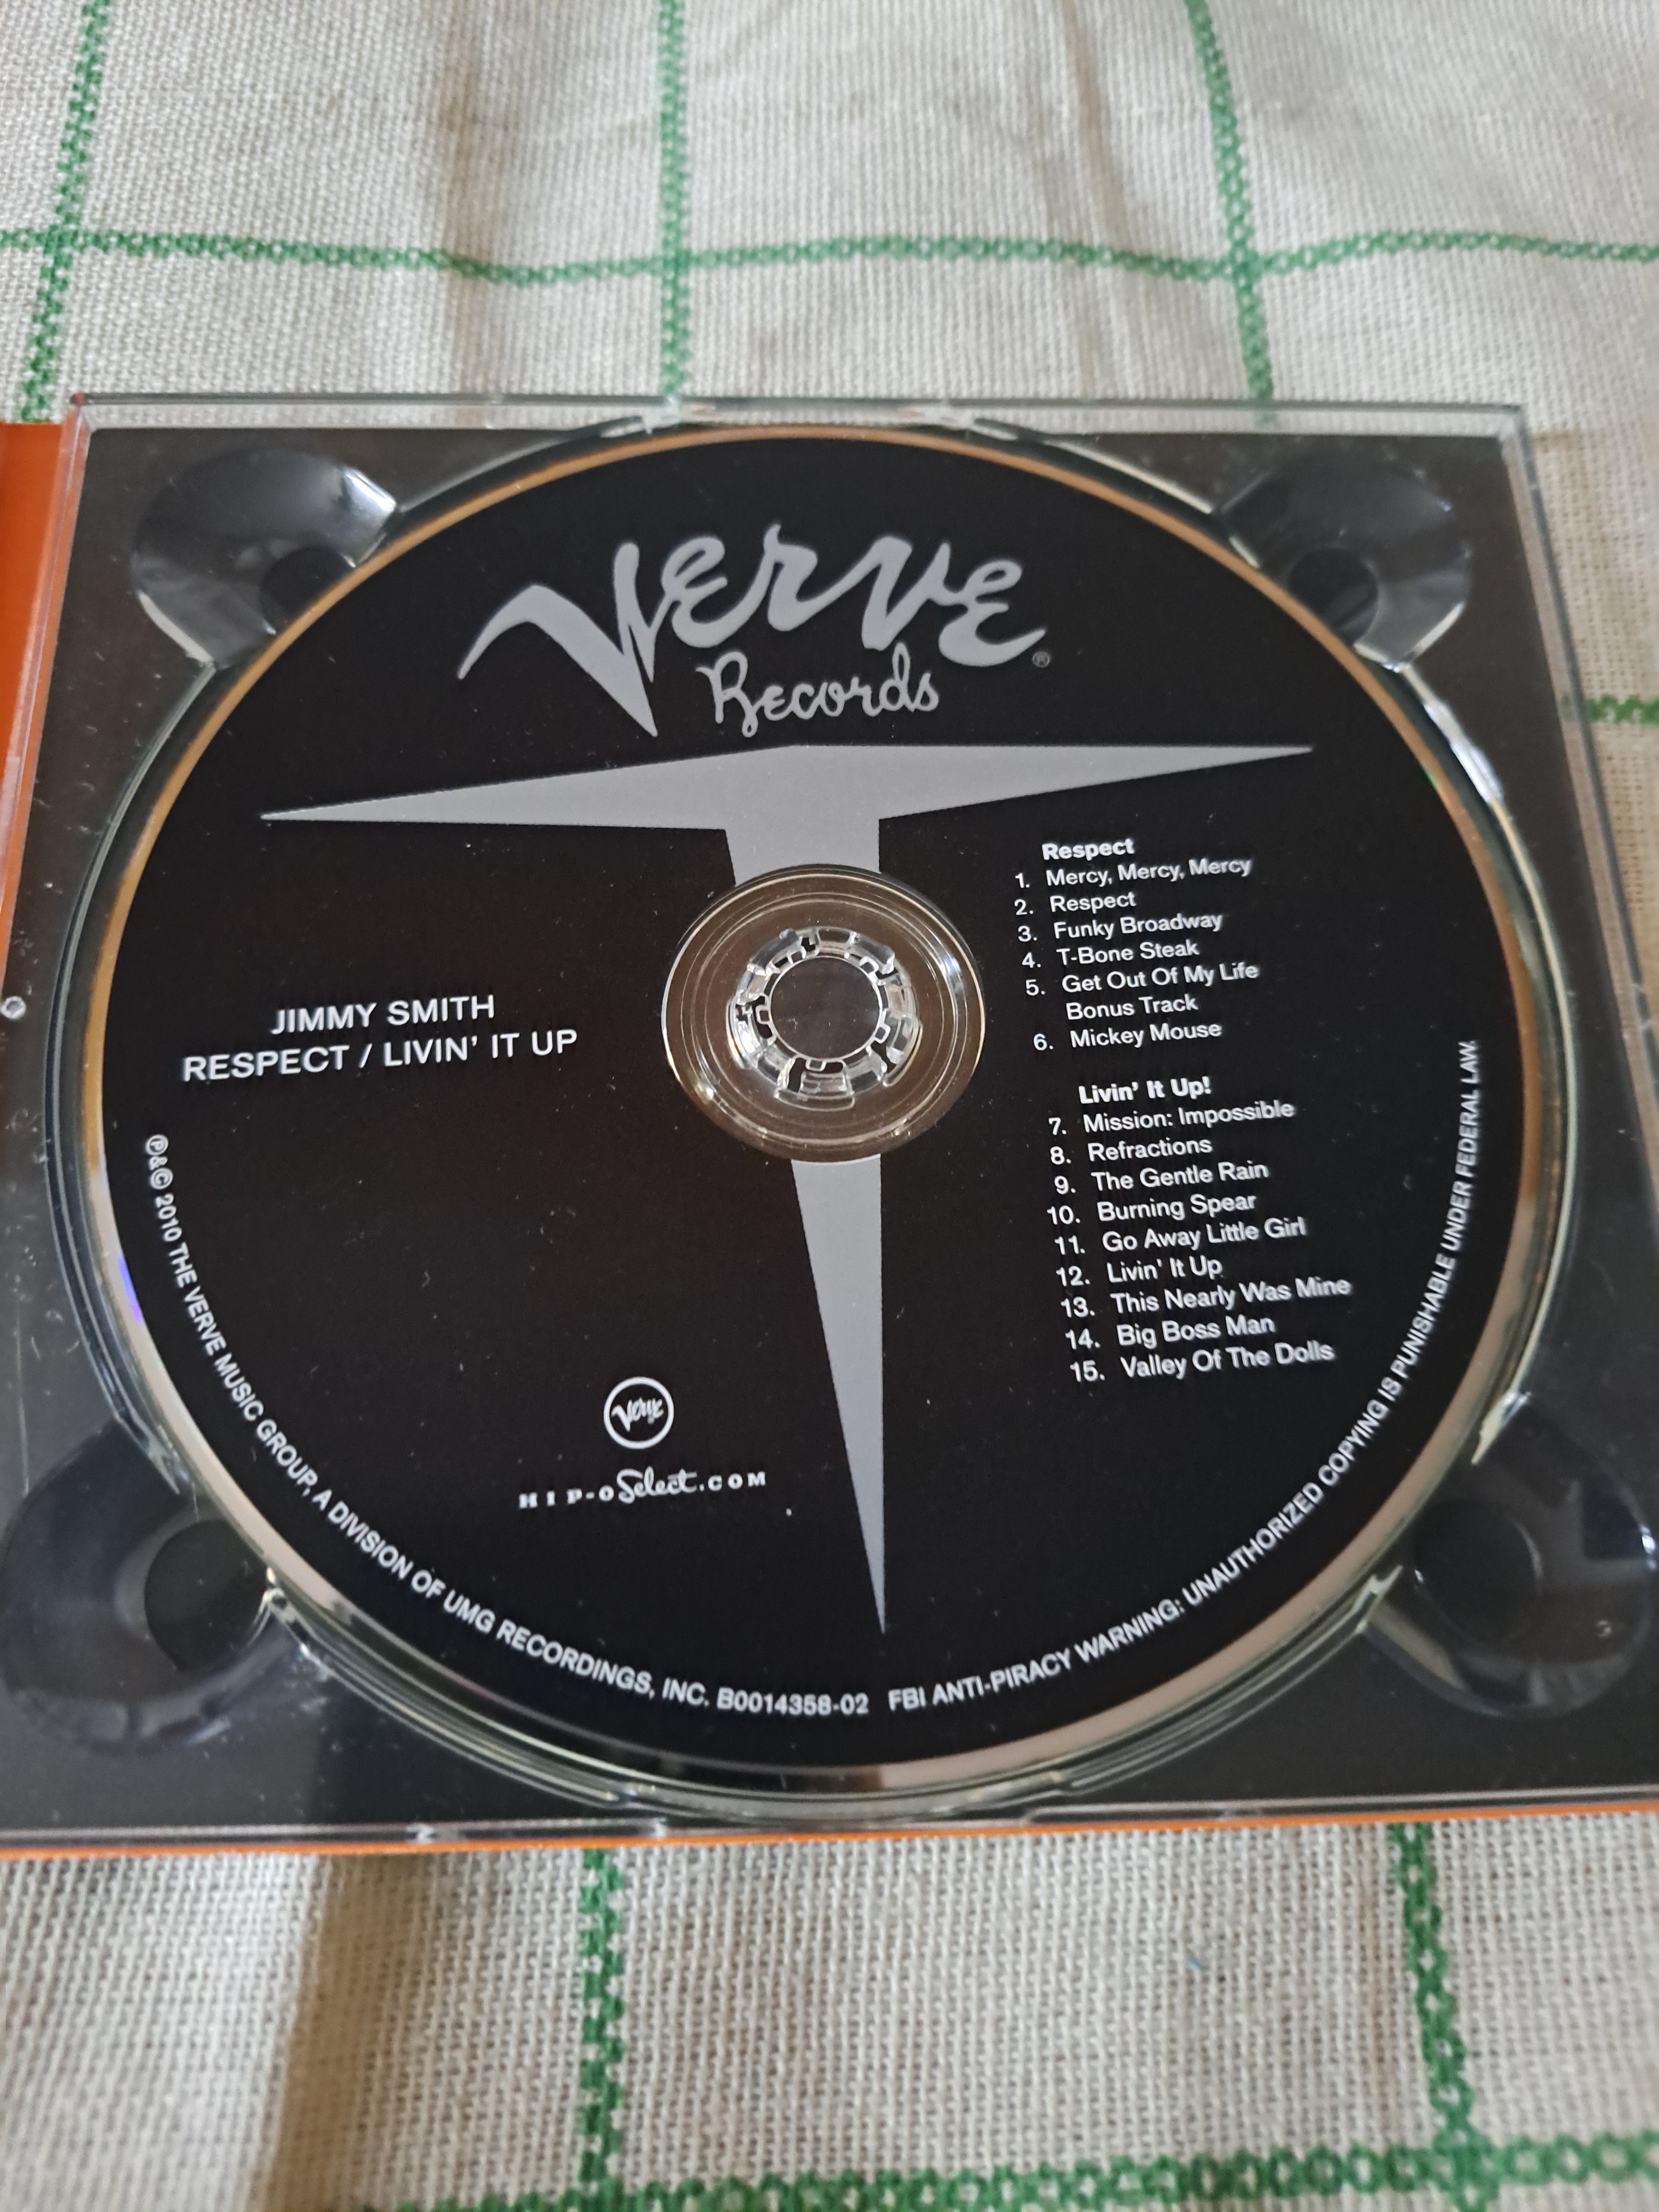 Verve®
Records
JIMMY SMITH
RESPECT / LIVIN' IT UP
Respect
1. Mercy, Mercy, Mercy
2. Respect
3. Funky Broadway
4. T-Bone Steak
5. Get Out Of My Life
Bonus Track
6. Mickey Mouse
Livin' It Up!
7. Mission: Impossible
8. Refractions
9. The Gentle Rain
10. Burning Spear
11. Go Away Little Girl
12. Livin' It Up
13. This Nearly Was Mine
14. Big Boss Man
15. Valley Of The Dolls
Verve
HIP-O Select.COM
℗&© 2010 THE VERVE MUSIC GROUP, A DIVISION OF UMG RECORDINGS, INC. B0014358-02 FBI ANTI-PIRACY WARNING: UNAUTHORIZED COPYING IS PUNISHABLE UNDER FEDERAL LAW.